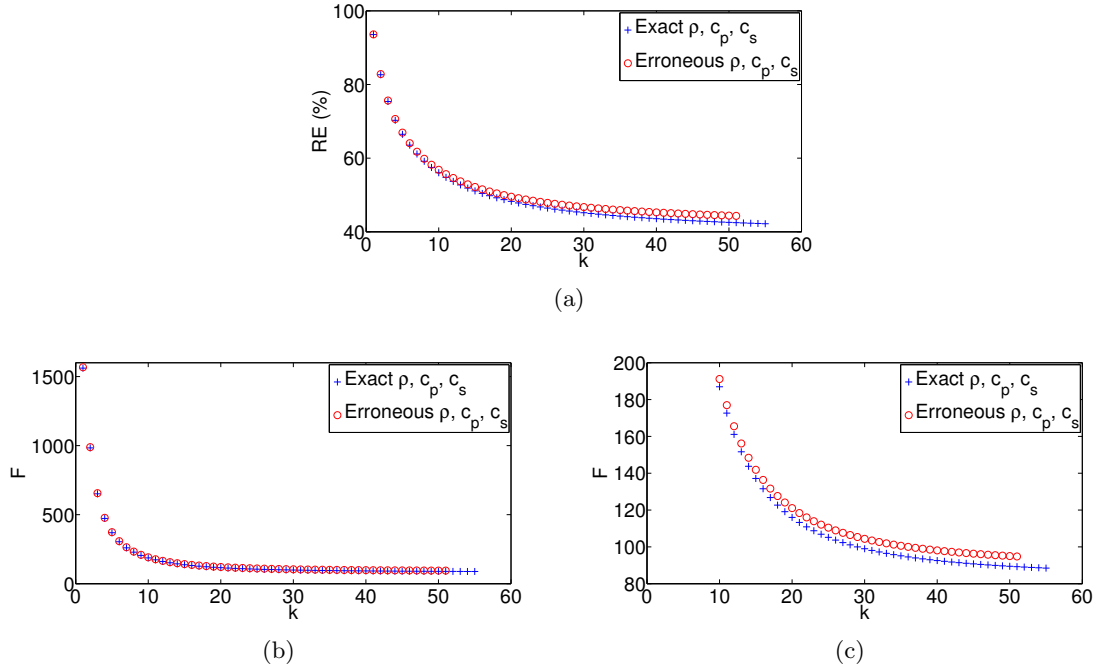 100
80
60
40
RE (%)
0 10 20 30 40 50 60
k
+ Exact ρ, c_p, c_s
○ Erroneous ρ, c_p, c_s
(a)
1500
1000
500
0
F
0 10 20 30 40 50 60
k
+ Exact ρ, c_p, c_s
○ Erroneous ρ, c_p, c_s
(b)
200
180
160
140
120
100
80
F
0 10 20 30 40 50 60
k
+ Exact ρ, c_p, c_s
○ Erroneous ρ, c_p, c_s
(c)